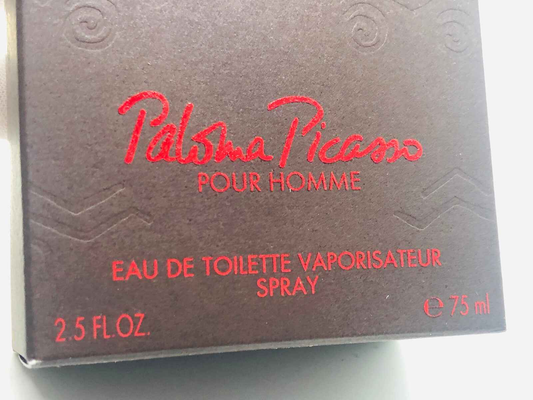 Paloma Picasso
POUR HOMME
EAU DE TOILETTE VAPORISATEUR
SPRAY
2.5 FL.OZ.
℮ 75 ml